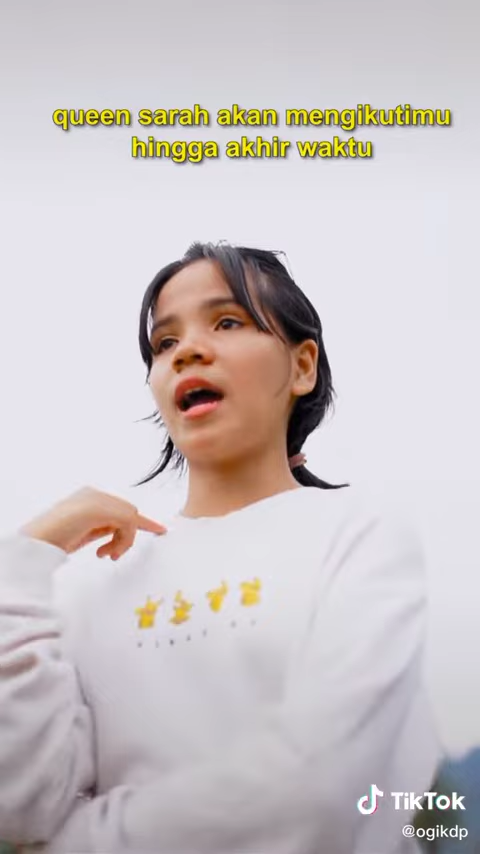 queen sarah akan mengikutimu
hingga akhir waktu
TikTok
@ogikdp